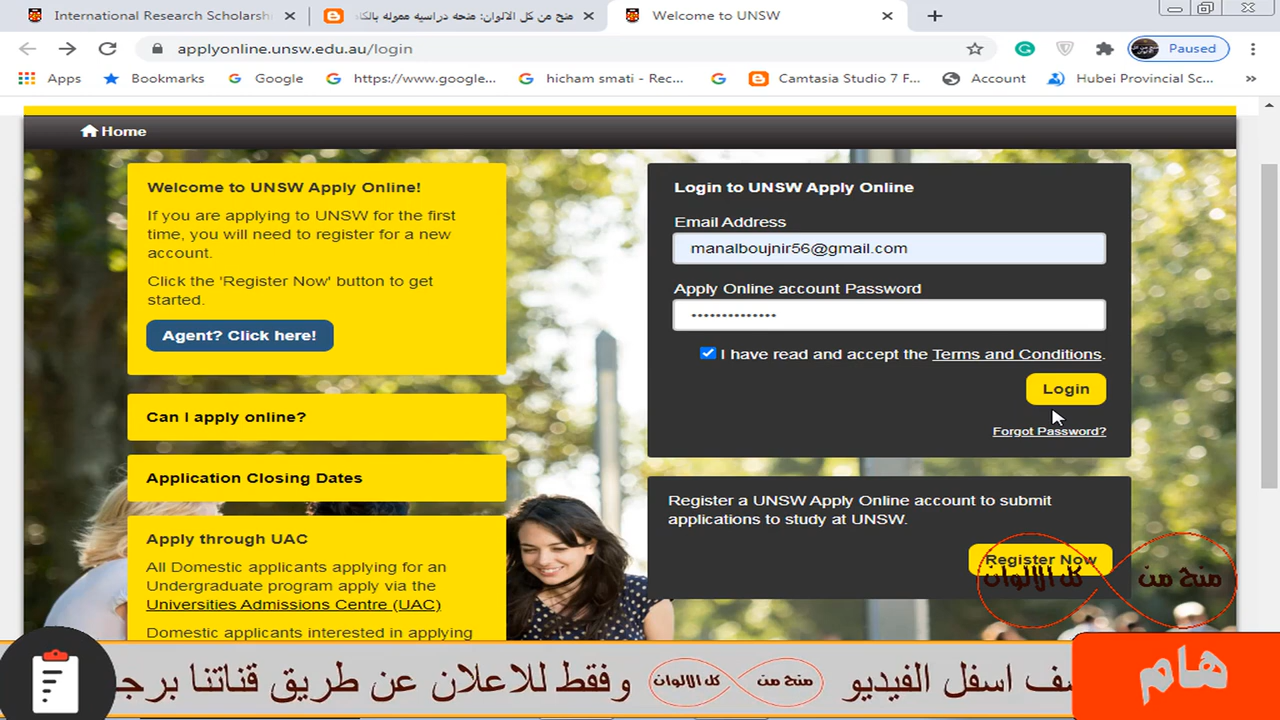 International Research Scholarsh
منح من كل الالوان: منحه دراسيه مموله بالكا
Welcome to UNSW
applyonline.unsw.edu.au/login
Paused
Apps
Bookmarks
Google
https://www.google...
hicham smati - Rec...
Camtasia Studio 7 F...
Account
Hubei Provincial Sc...
»
Home
Welcome to UNSW Apply Online!
If you are applying to UNSW for the first
time, you will need to register for a new
account.
Click the 'Register Now' button to get
started.
Agent? Click here!
Can I apply online?
Application Closing Dates
Apply through UAC
All Domestic applicants applying for an
Undergraduate program apply via the
Universities Admissions Centre (UAC)
Domestic applicants interested in applying
Login to UNSW Apply Online
Email Address
manalboujnir56@gmail.com
Apply Online account Password
••••••••••••••
I have read and accept the Terms and Conditions.
Login
Forgot Password?
Register a UNSW Apply Online account to submit
applications to study at UNSW.
Register Now
منح من كل الالوان
هام
ف اسفل الفيديو منح من كل الالوان وفقط للاعلان عن طريق قناتنا برج